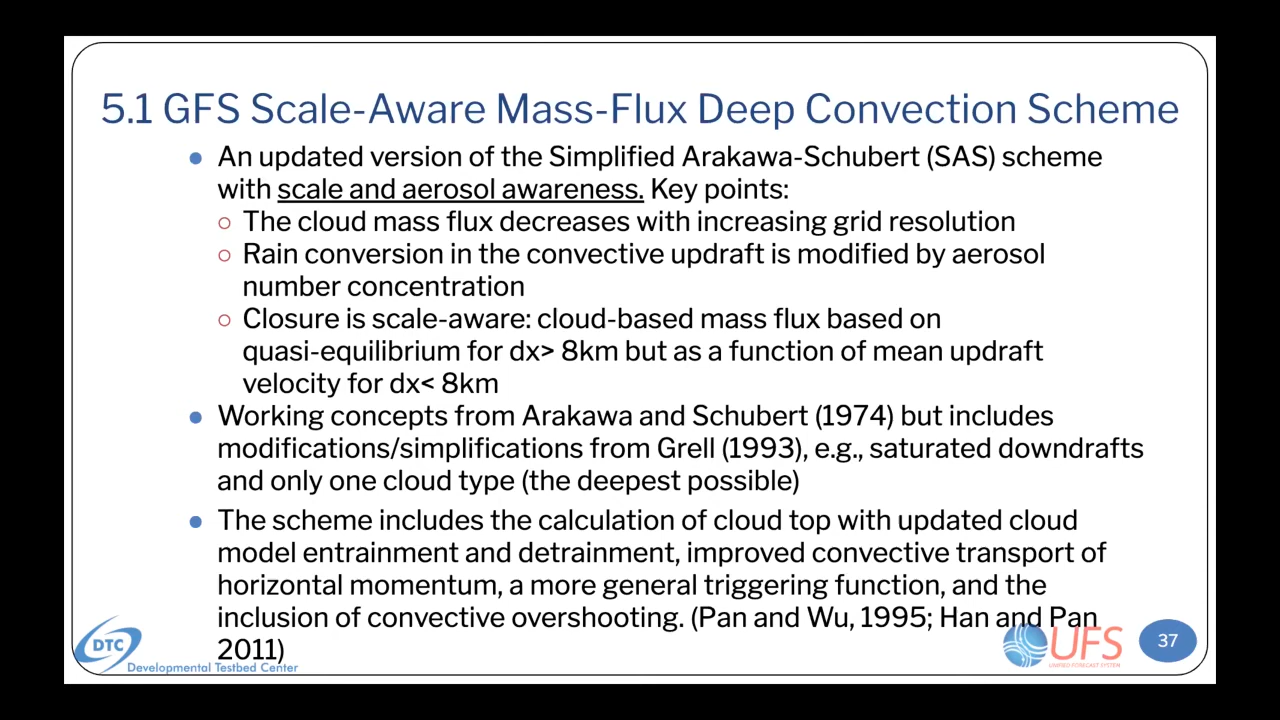 5.1 GFS Scale-Aware Mass-Flux Deep Convection Scheme
● An updated version of the Simplified Arakawa-Schubert (SAS) scheme
with scale and aerosol awareness. Key points:
○ The cloud mass flux decreases with increasing grid resolution
○ Rain conversion in the convective updraft is modified by aerosol
number concentration
○ Closure is scale-aware: cloud-based mass flux based on
quasi-equilibrium for dx> 8km but as a function of mean updraft
velocity for dx< 8km
● Working concepts from Arakawa and Schubert (1974) but includes
modifications/simplifications from Grell (1993), e.g., saturated downdrafts
and only one cloud type (the deepest possible)
● The scheme includes the calculation of cloud top with updated cloud
model entrainment and detrainment, improved convective transport of
horizontal momentum, a more general triggering function, and the
inclusion of convective overshooting. (Pan and Wu, 1995; Han and Pan
2011)
DTC
Developmental Testbed Center
UFS
UNIFIED FORECAST SYSTEM
37